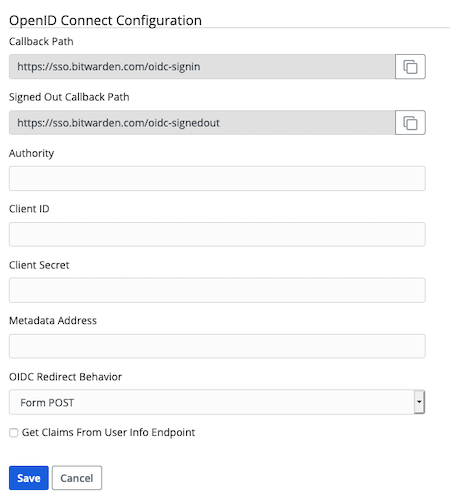 OpenID Connect Configuration
Callback Path
https://sso.bitwarden.com/oidc-signin
Signed Out Callback Path
https://sso.bitwarden.com/oidc-signedout
Authority
Client ID
Client Secret
Metadata Address
OIDC Redirect Behavior
Form POST
Get Claims From User Info Endpoint
Save Cancel